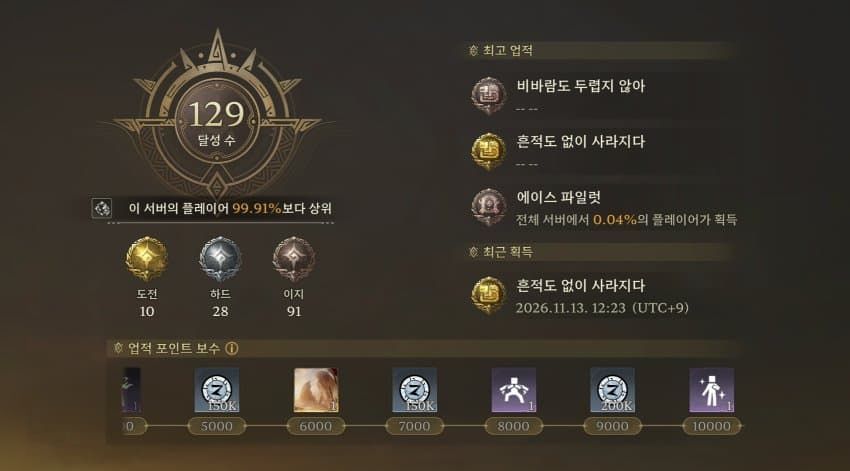 129
달성 수
이 서버의 플레이어 99.91%보다 상위
도전
10
하드
28
이지
91
최고 업적
비바람도 두렵지 않아
-- --
흔적도 없이 사라지다
-- --
에이스 파일럿
전체 서버에서 0.04%의 플레이어가 획득
최근 획득
흔적도 없이 사라지다
2026.11.13. 12:23 (UTC+9)
업적 포인트 보수
1 150K 1 150K 1 200K 1
5000 6000 7000 8000 9000 10000